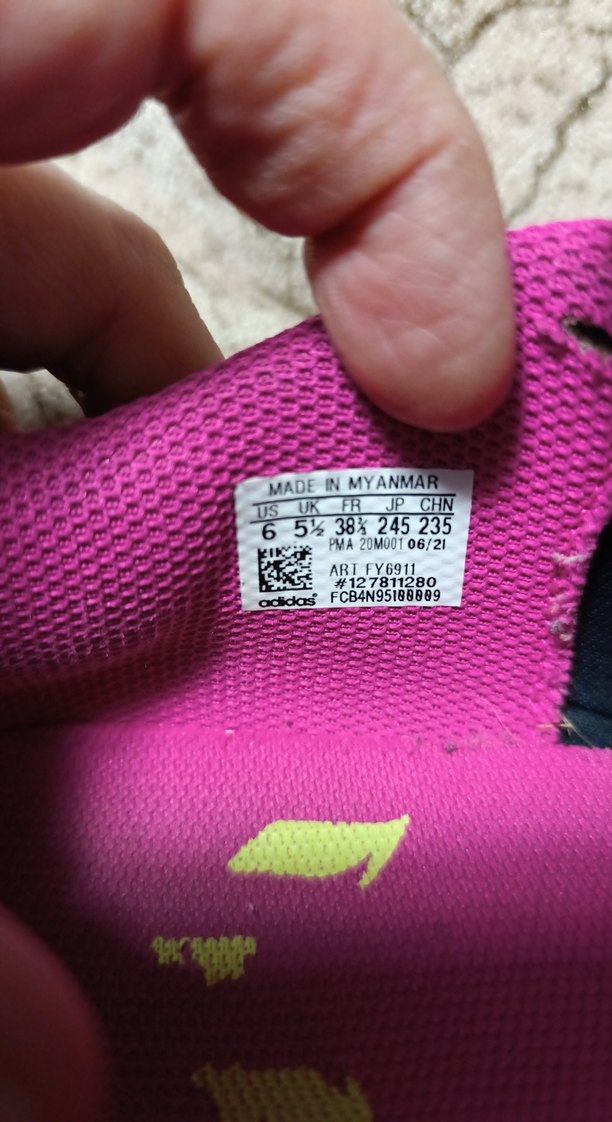 MADE IN MYANMAR
US UK FR JP CHN
6 5½ 38⅔ 245 235
PMA 20M001 06/21
ART FY6911
#127811280
adidas® FCB4N95100009